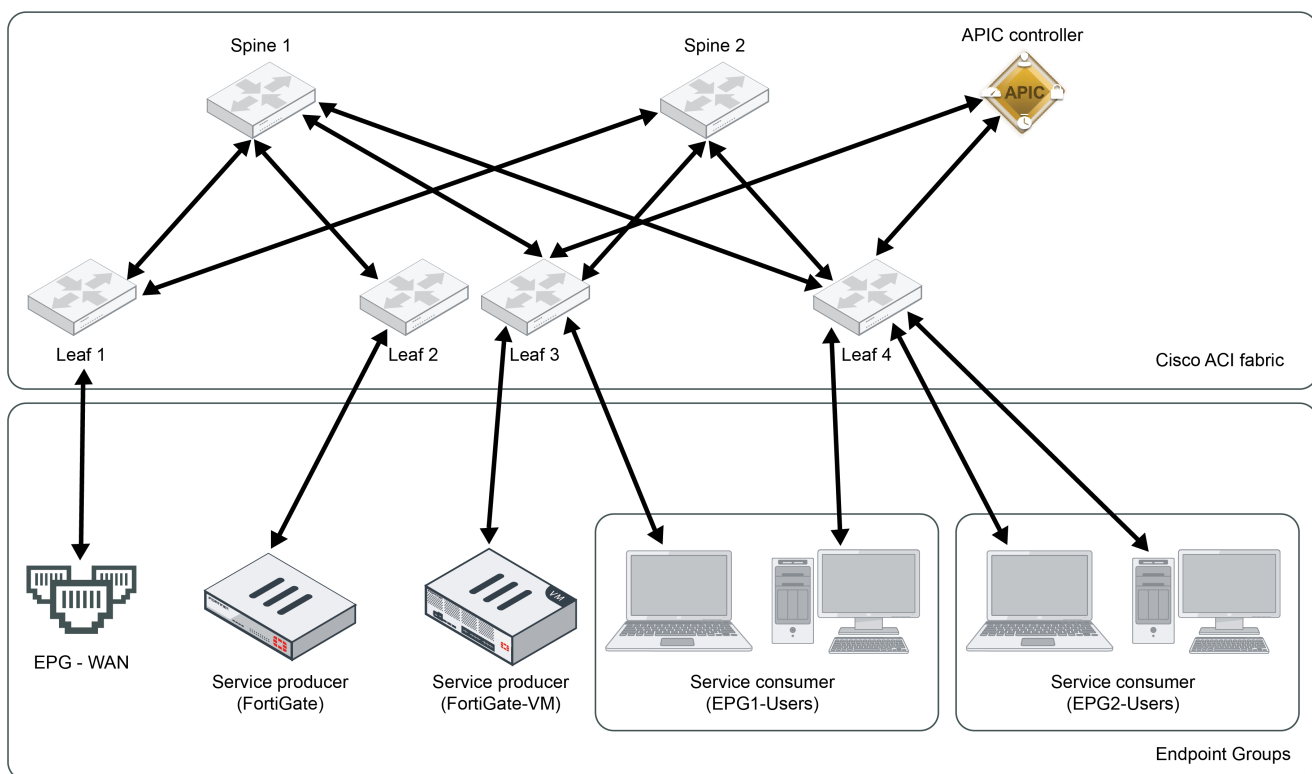 Spine 1
Spine 2
APIC controller
APIC
Leaf 1
Leaf 2
Leaf 3
Leaf 4
Cisco ACI fabric
VM
EPG - WAN
Service producer
(FortiGate)
Service producer
(FortiGate-VM)
Service consumer
(EPG1-Users)
Service consumer
(EPG2-Users)
Endpoint Groups